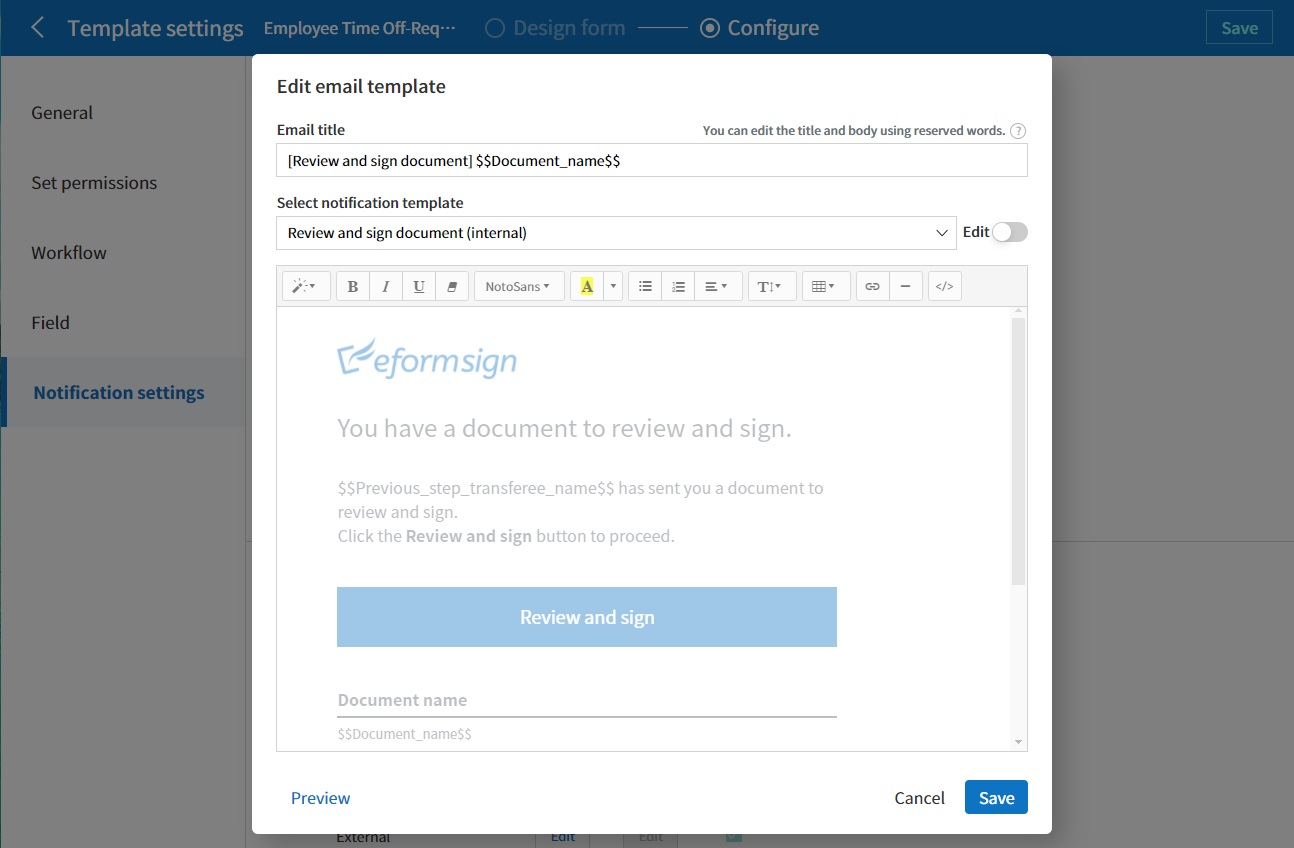 Template settings Employee Time Off-Req··· Design form Configure Save
General
Set permissions
Workflow
Field
Notification settings
Edit email template
Email title You can edit the title and body using reserved words. ?
[Review and sign document] $$Document_name$$
Select notification template
Review and sign document (internal) Edit
B I U NotoSans A T </>
eformsign
You have a document to review and sign.
$$Previous_step_transferee_name$$ has sent you a document to
review and sign.
Click the Review and sign button to proceed.
Review and sign
Document name
$$Document_name$$
Preview Cancel Save
External Edit Edit